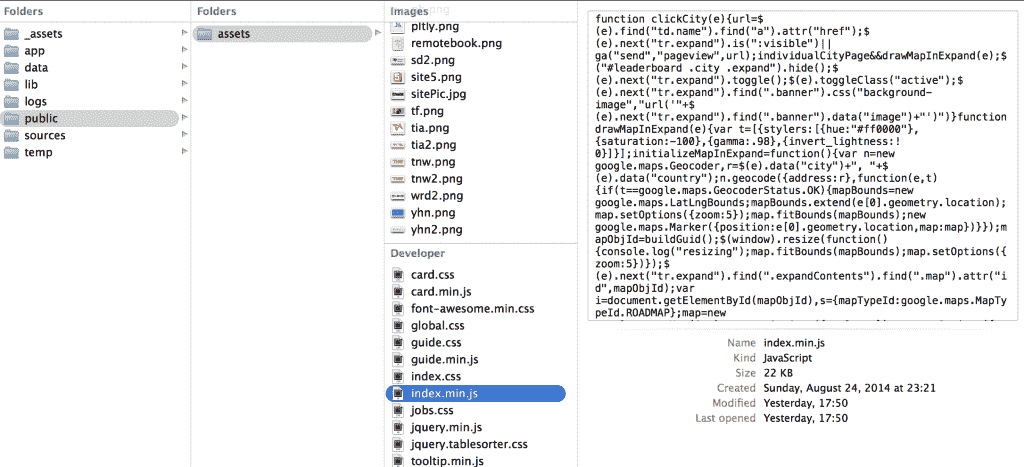 Folders
_assets
app
data
lib
logs
public
sources
temp
Folders
assets
Images
pltly.png
remotebook.png
sd2.png
site5.png
sitePic.jpg
tf.png
tia.png
tia2.png
tnw.png
tnw2.png
wrd2.png
yhn.png
yhn2.png
Developer
card.css
card.min.js
font-awesome.min.css
global.css
guide.css
guide.min.js
index.css
index.min.js
jobs.css
jquery.min.js
jquery.tablesorter.css
tooltip.min.js
function clickCity(e){url=$
(e).find("td.name").find("a").attr("href");$
(e).next("tr.expand").is(":visible")||
ga("send","pageview",url);individualCityPage&&drawMapInExpand(e);$
("#leaderboard .city .expand").hide();$
(e).next("tr.expand").toggle();$(e).toggleClass("active");$
(e).next("tr.expand").find(".banner").css("background-
image","url('"+$
(e).next("tr.expand").find(".banner").data("image")+"')")}function
drawMapInExpand(e){var t=[{stylers:[{hue:"#ff0000"},
{saturation:-100},{gamma:.98},{invert_lightness:!
0}]}];initializeMapInExpand=function(){var n=new
google.maps.Geocoder,r=$(e).data("city")+", "+$
(e).data("country");n.geocode({address:r},function(e,t)
{if(t==google.maps.GeocoderStatus.OK){mapBounds=new
google.maps.LatLngBounds;mapBounds.extend(e[0].geometry.location);
map.setOptions({zoom:5});map.fitBounds(mapBounds);new
google.maps.Marker({position:e[0].geometry.location,map:map})}});m
apObjId=buildGuid();$(window).resize(function()
{console.log("resizing");map.fitBounds(mapBounds);map.setOptions({
zoom:5})});$
(e).next("tr.expand").find(".expandContents").find(".map").attr("i
d",mapObjId);var
i=document.getElementById(mapObjId),s={mapTypeId:google.maps.MapTy
peId.ROADMAP};map=new
Name index.min.js
Kind JavaScript
Size 22 KB
Created Sunday, August 24, 2014 at 23:21
Modified Yesterday, 17:50
Last opened Yesterday, 17:50